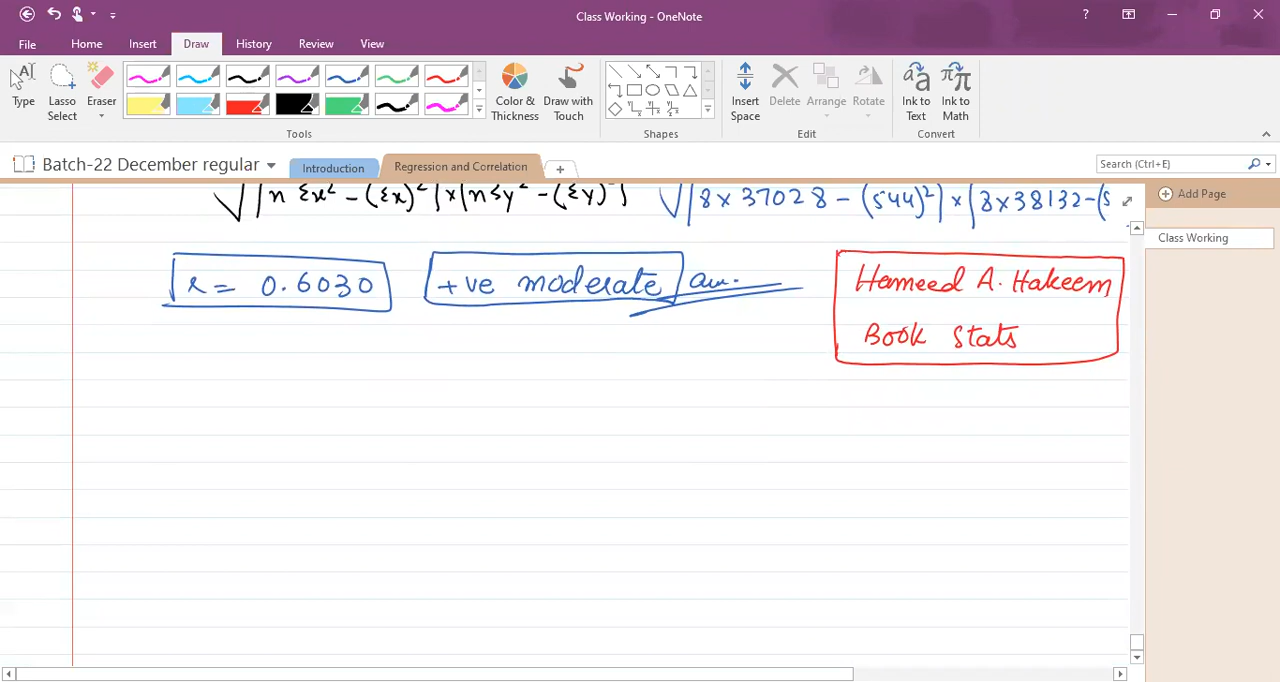 Class Working - OneNote
?
File Home Insert Draw History Review View
Type
Lasso Select
Eraser
Color & Thickness
Draw with Touch
Insert Space
Delete
Arrange
Rotate
Ink to Text
Ink to Math
Tools
Shapes
Edit
Convert
Batch-22 December regular
Introduction
Regression and Correlation
Search (Ctrl+E)
Add Page
Class Working
√[n Σx² - (Σx)²] × [n Σy² - (Σy)²] √[8 × 37028 - (544)²] × [8×38132-(5
r = 0.6030 +ve moderate
Hameed A. Hakeem
Book Stats